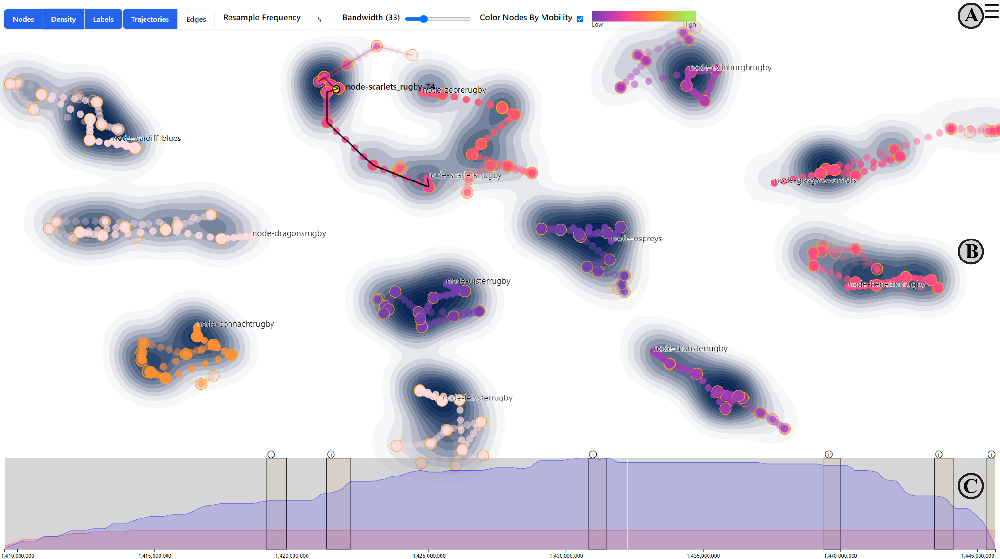 Nodes
Density
Labels
Trajectories
Edges
Resample Frequency
5
Bandwidth (33)
Color Nodes By Mobility
Low
High
A
node-edinburghrugby
node-scarlets_rugby-74
node-zebrerugby
node-cardiff_blues
node-scarlets_rugby
node-glasgowwarriors
node-dragonsrugby
node-ospreys
B
node-ulsterrugby
node-benettonrugby
node-connachtrugby
node-munsterrugby
node-leinsterrugby
C
1,410,000,000
1,415,000,000
1,420,000,000
1,425,000,000
1,430,000,000
1,435,000,000
1,440,000,000
1,445,000,000